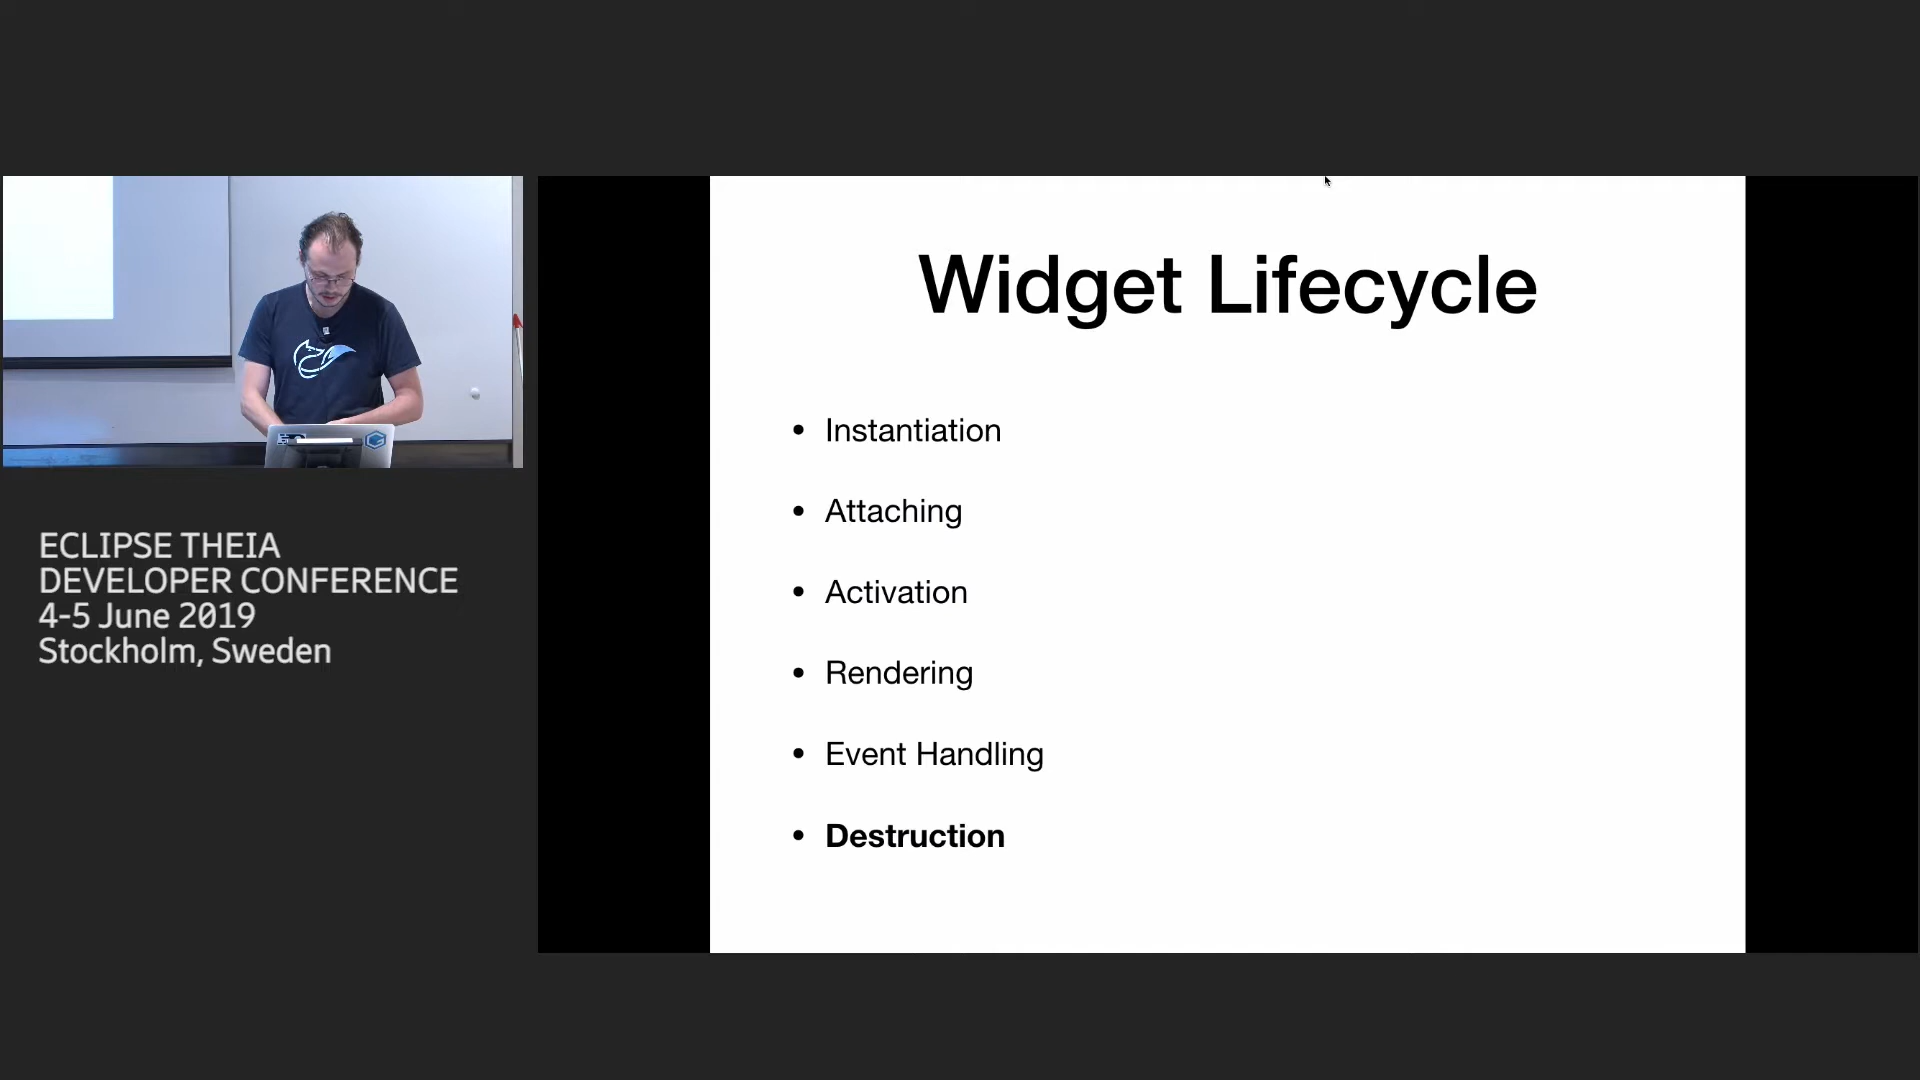 ECLIPSE THEIA
DEVELOPER CONFERENCE
4-5 June 2019
Stockholm, Sweden
Widget Lifecycle
• Instantiation
• Attaching
• Activation
• Rendering
• Event Handling
• Destruction